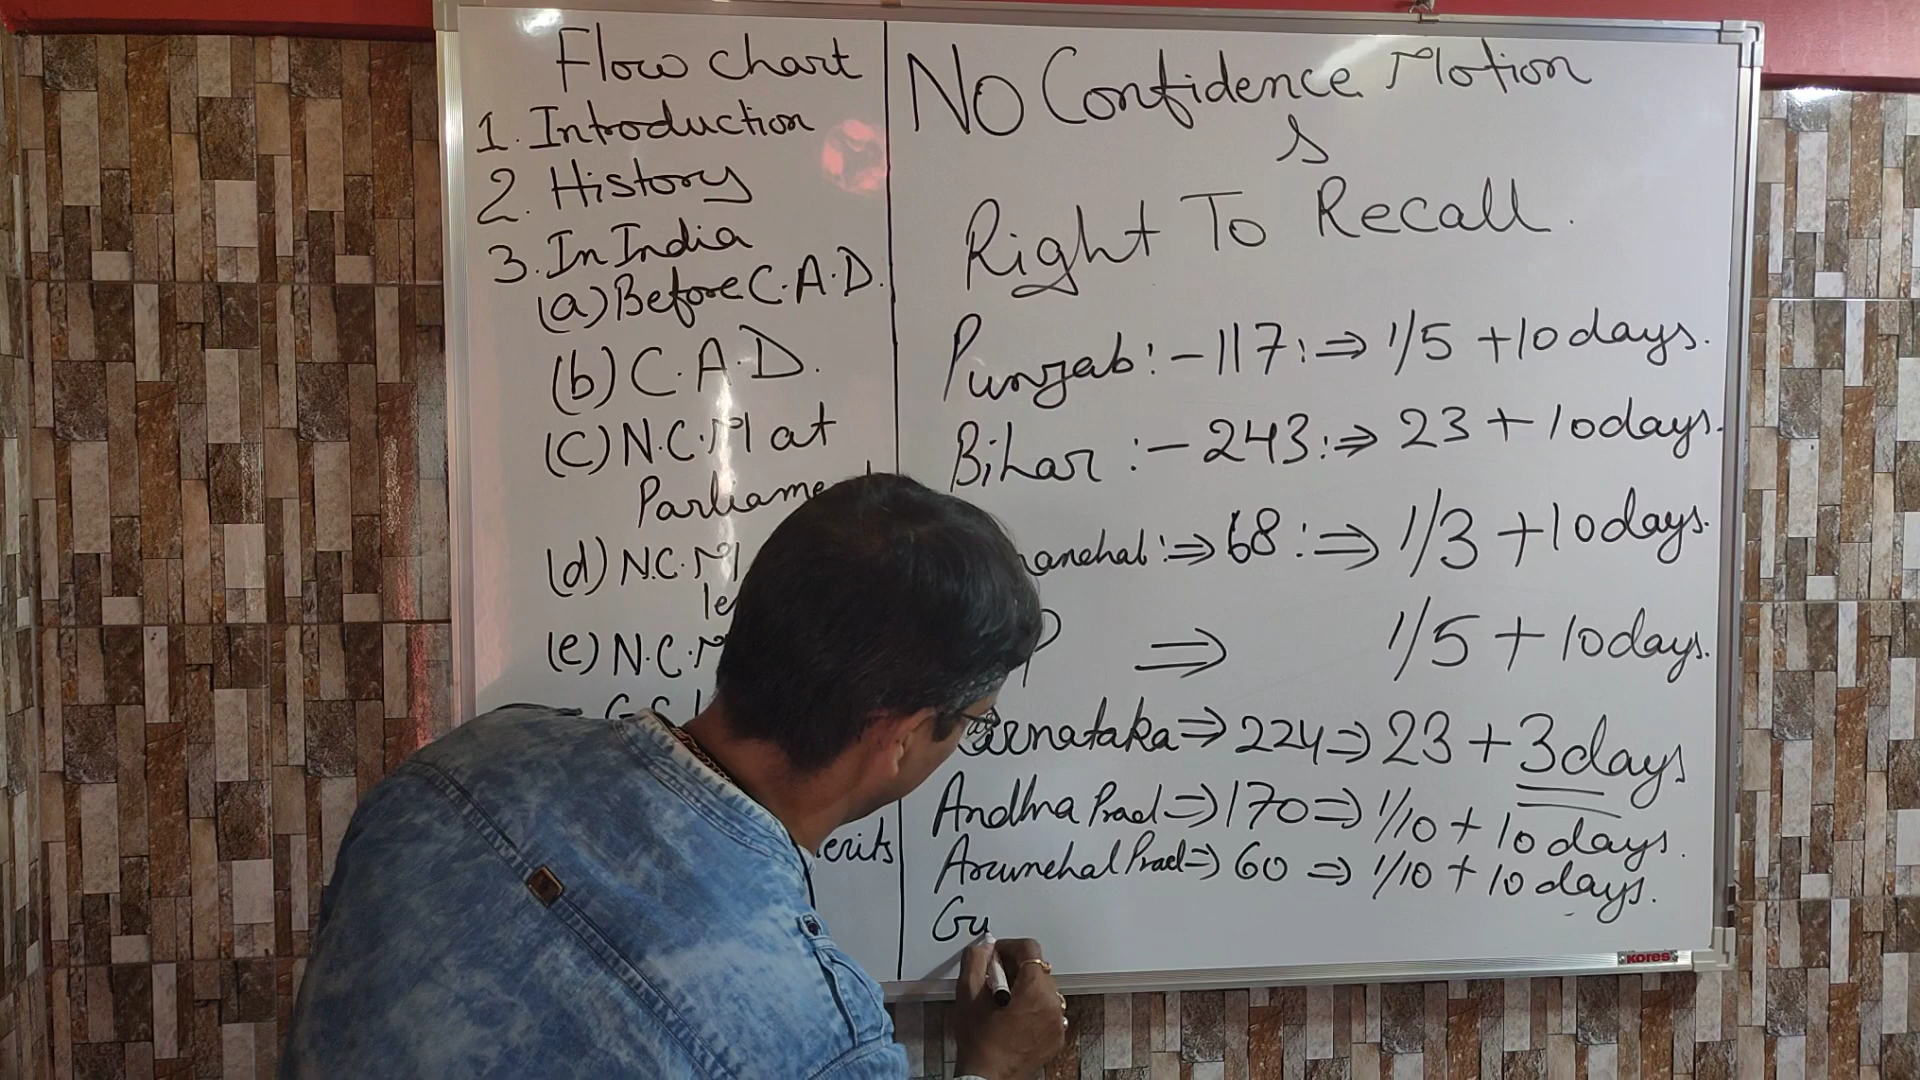 Flow chart
1. Introduction
2. History
3. In India
(a) Before C.A.D.
(b) C.A.D.
(c) N.C.M at
(d) N.C.M
(e) N.C.M
erits
No Confidence Motion
&
Right To Recall.
Punjab :- 117 :⇒ 1/5 + 10 days.
Bihar :- 243 :⇒ 23 + 10 days.
anchal :⇒ 68 :⇒ 1/3 + 10 days.
⇒ 1/5 + 10 days.
Karnataka ⇒ 224 ⇒ 23 + 3 days
Andhra Prad ⇒ 170 ⇒ 1/10 + 10 days.
Arunchal Prad ⇒ 60 ⇒ 1/10 + 10 days.
Gu
KORES